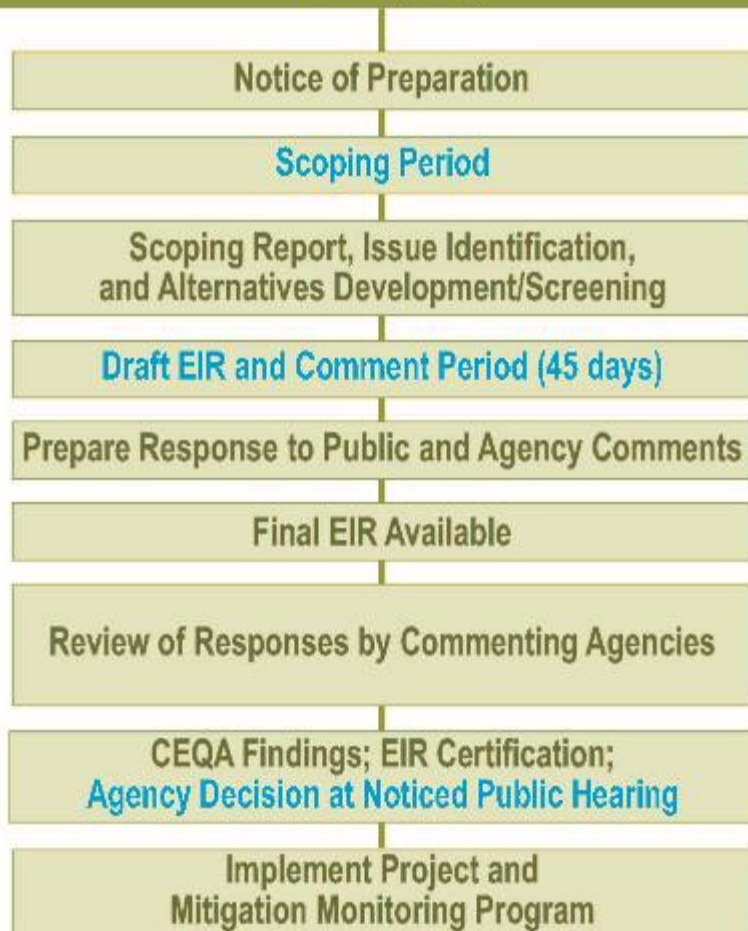 Notice of Preparation
Scoping Period
Scoping Report, Issue Identification,
and Alternatives Development/Screening
Draft EIR and Comment Period (45 days)
Prepare Response to Public and Agency Comments
Final EIR Available
Review of Responses by Commenting Agencies
CEQA Findings; EIR Certification;
Agency Decision at Noticed Public Hearing
Implement Project and
Mitigation Monitoring Program